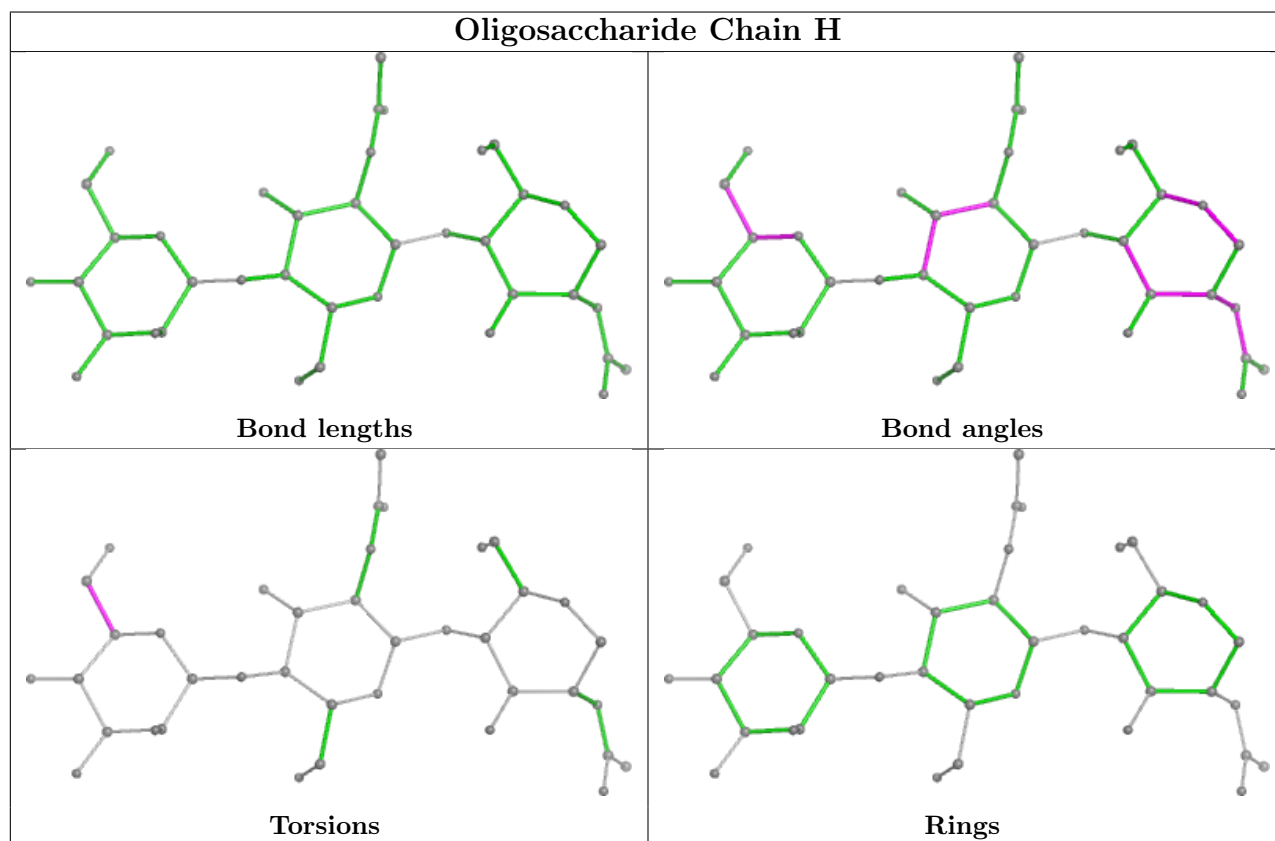 Oligosaccharide Chain H
Bond lengths
Bond angles
Torsions
Rings